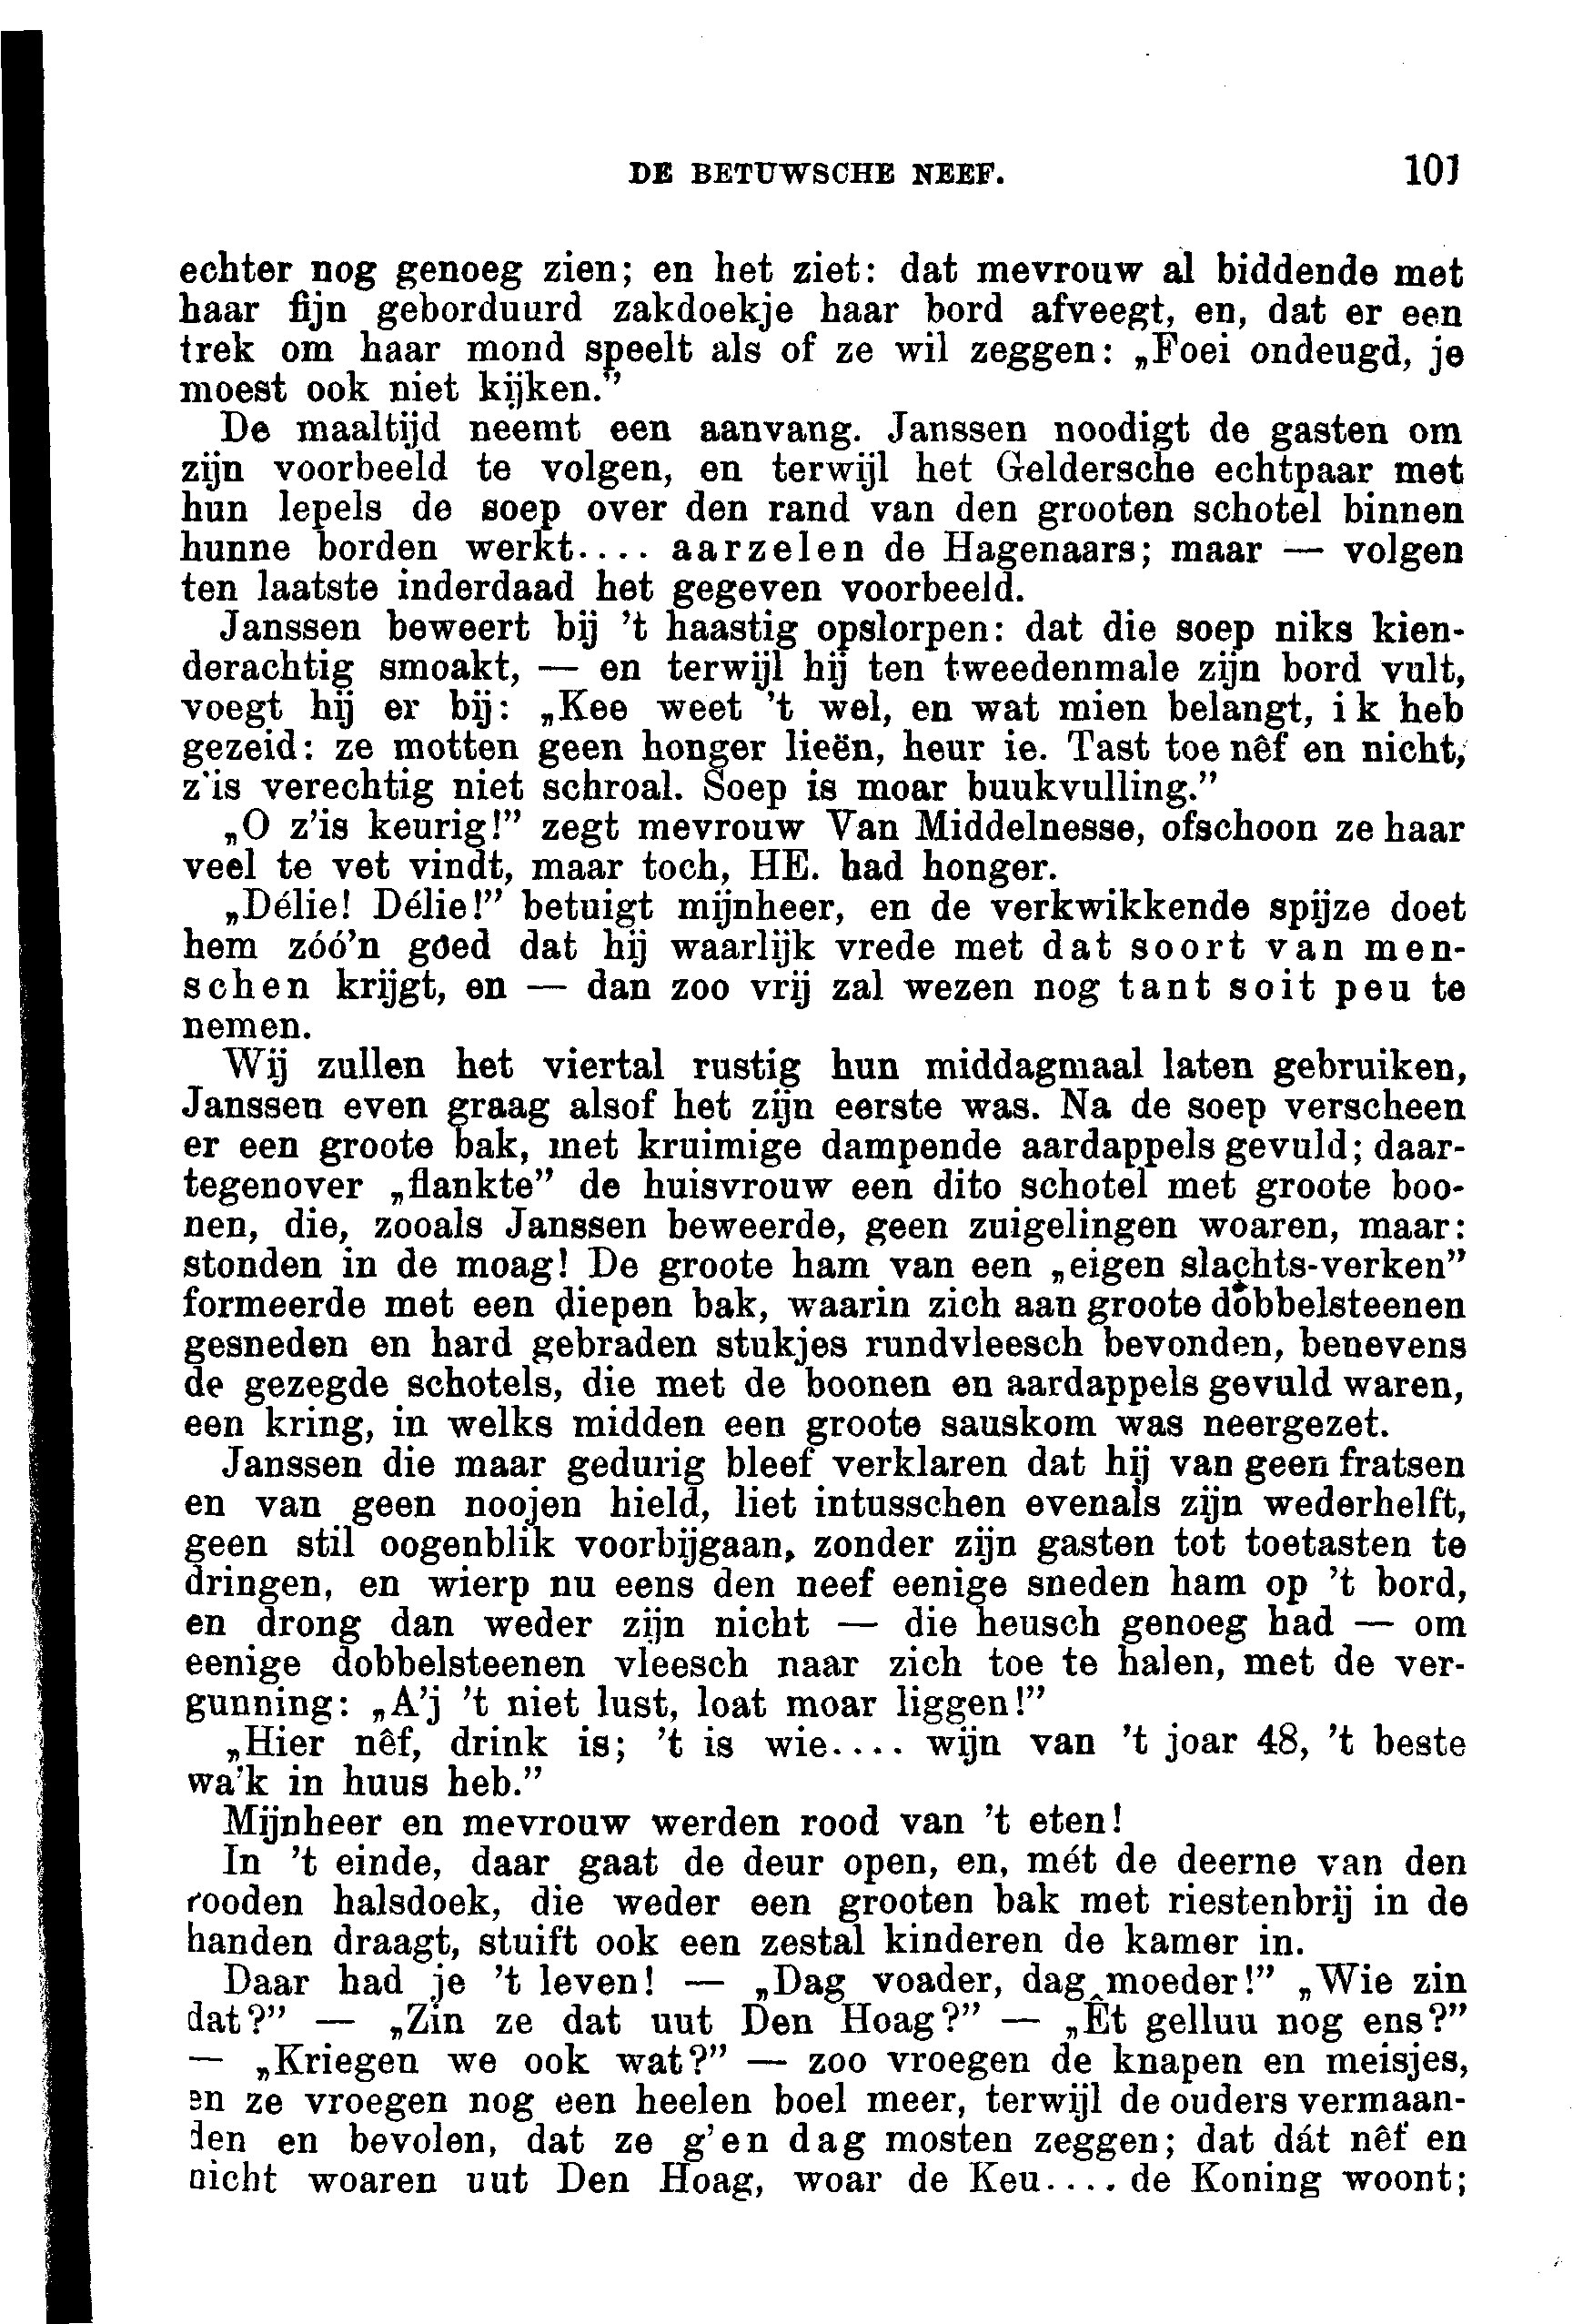 DE BETUWSCHE NEEF. 101
echter nog genoeg zien; en het ziet: dat mevrouw al biddende met
haar fijn geborduurd zakdoekje haar bord afveegt, en, dat er een
trek om haar mond speelt als of ze wil zeggen: „Foei ondeugd, je
moest ook niet kijken.”
De maaltijd neemt een aanvang. Janssen noodigt de gasten om
zijn voorbeeld te volgen, en terwijl het Geldersche echtpaar met
hun lepels de soep over den rand van den grooten schotel binnen
hunne borden werkt.... aarzelen de Hagenaars; maar — volgen
ten laatste inderdaad het gegeven voorbeeld.
Janssen beweert bij 't haastig opslorpen: dat die soep niks kien-
derachtig smoakt, — en terwijl hij ten tweedenmale zijn bord vult,
voegt hij er bij: „Kee weet 't wel, en wat mien belangt, ik heb
gezeid: ze motten geen honger lieën, heur ie. Tast toe nêf en nicht,
z'is verechtig niet schroal. Soep is moar buukvulling.”
„O z'is keurig!” zegt mevrouw Van Middelnesse, ofschoon ze haar
veel te vet vindt, maar toch, HE. had honger.
„Délie! Délie!” betuigt mijnheer, en de verkwikkende spijze doet
hem zóó'n goed dat hij waarlijk vrede met dat soort van men-
schen krijgt, en — dan zoo vrij zal wezen nog tant soit peu te
nemen.
Wij zullen het viertal rustig hun middagmaal laten gebruiken,
Janssen even graag alsof het zijn eerste was. Na de soep verscheen
er een groote bak, met kruimige dampende aardappels gevuld; daar-
tegenover „flankte” de huisvrouw een dito schotel met groote boo-
nen, die, zooals Janssen beweerde, geen zuigelingen woaren, maar:
stonden in de moag! De groote ham van een „eigen slachts-verken”
formeerde met een diepen bak, waarin zich aan groote dobbelsteenen
gesneden en hard gebraden stukjes rundvleesch bevonden, benevens
de gezegde schotels, die met de boonen en aardappels gevuld waren,
een kring, in welks midden een groote sauskom was neergezet.
Janssen die maar gedurig bleef verklaren dat hij van geen fratsen
en van geen noojen hield, liet intusschen evenals zijn wederhelft,
geen stil oogenblik voorbijgaan, zonder zijn gasten tot toetasten te
dringen, en wierp nu eens den neef eenige sneden ham op 't bord,
en drong dan weder zijn nicht — die heusch genoeg had — om
eenige dobbelsteenen vleesch naar zich toe te halen, met de ver-
gunning: „A'j 't niet lust, loat moar liggen!”
„Hier nêf, drink is; 't is wie.... wijn van 't joar 48, 't beste
wa'k in huus heb.”
Mijnheer en mevrouw werden rood van 't eten!
In 't einde, daar gaat de deur open, en, mét de deerne van den
rooden halsdoek, die weder een grooten bak met riestenbrij in de
handen draagt, stuift ook een zestal kinderen de kamer in.
Daar had je 't leven! — „Dag voader, dag moeder!” „Wie zin
dat?” — „Zin ze dat uut Den Hoag?” — „Êt gelluu nog ens?”
— „Kriegen we ook wat?” — zoo vroegen de knapen en meisjes,
en ze vroegen nog een heelen boel meer, terwijl de ouders vermaan-
den en bevolen, dat ze g'en dag mosten zeggen; dat dát nêf en
nicht woaren uut Den Hoag, woar de Keu.... de Koning woont;